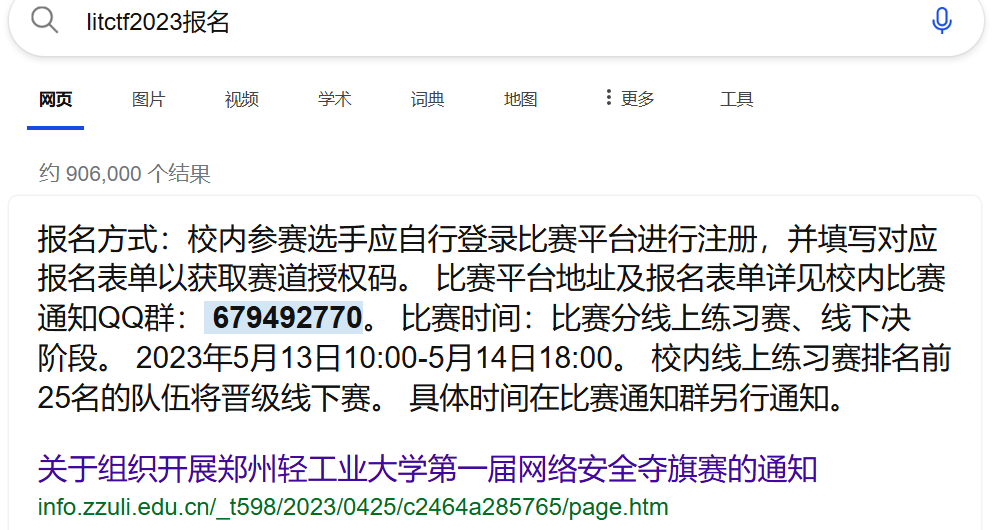 litctf2023报名
网页 图片 视频 学术 词典 地图 更多 工具
约 906,000 个结果
报名方式：校内参赛选手应自行登录比赛平台进行注册，并填写对应
报名表单以获取赛道授权码。 比赛平台地址及报名表单详见校内比赛
通知QQ群： 679492770。 比赛时间：比赛分线上练习赛、线下决
阶段。 2023年5月13日10:00-5月14日18:00。 校内线上练习赛排名前
25名的队伍将晋级线下赛。 具体时间在比赛通知群另行通知。
关于组织开展郑州轻工业大学第一届网络安全夺旗赛的通知
info.zzuli.edu.cn/_t598/2023/0425/c2464a285765/page.htm